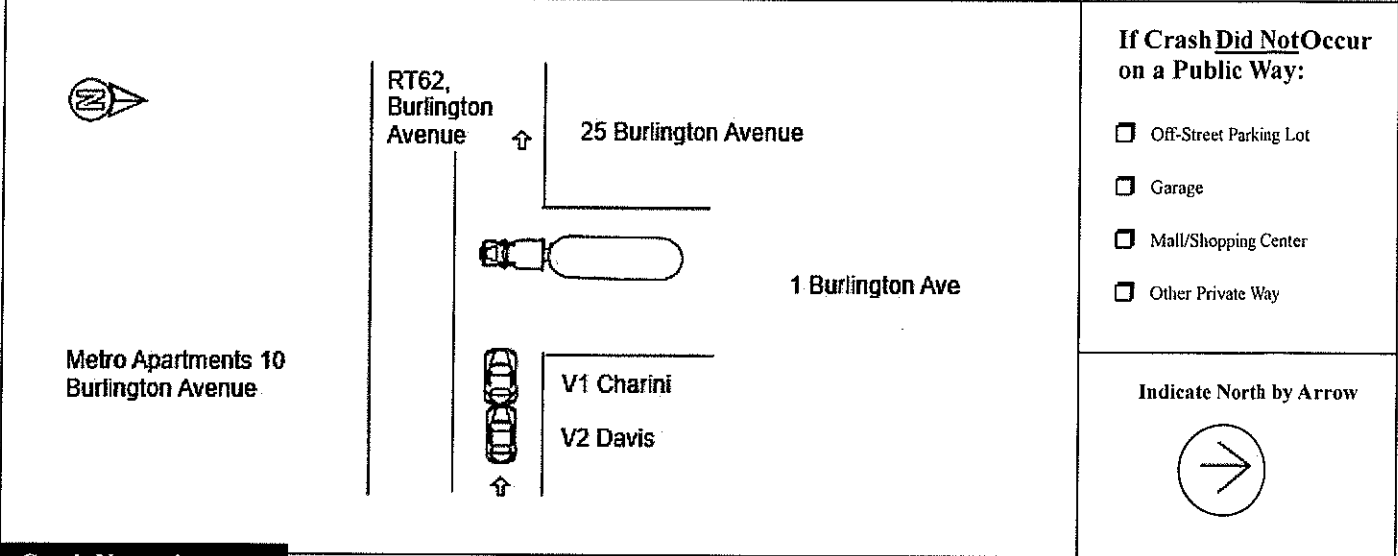 N
RT62,
Burlington
Avenue
25 Burlington Avenue
1 Burlington Ave
Metro Apartments 10
Burlington Avenue
V1 Charini
V2 Davis
If Crash Did NotOccur
on a Public Way:
Off-Street Parking Lot
Garage
Mall/Shopping Center
Other Private Way
Indicate North by Arrow